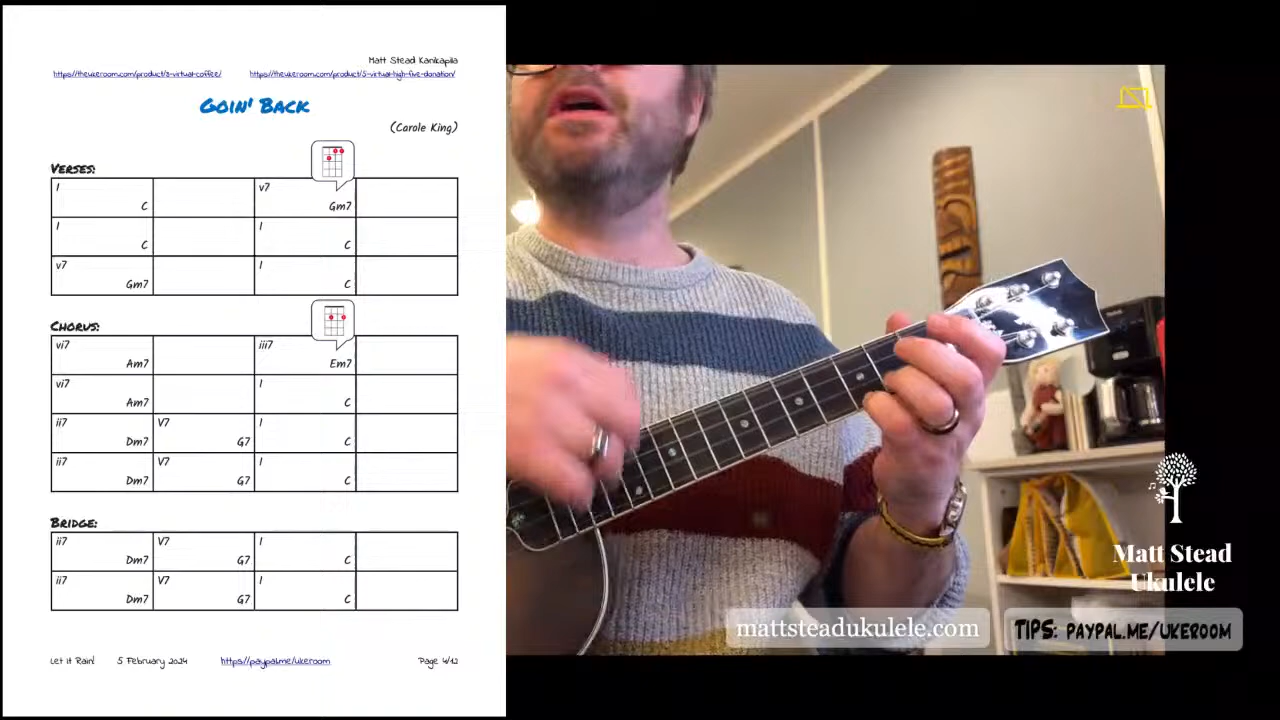 Matt Stead Kanikapila
https://theukeroom.com/product/3-virtual-coffee/ https://theukeroom.com/product/5-virtual-high-five-donation/
Goin' Back
(Carole King)
Verses:
I v7
C Gm7
I I
C C
v7 I
Gm7 C
Chorus:
vi7 iii7
Am7 Em7
vi7 I
Am7 C
ii7 V7 I
Dm7 G7 C
ii7 V7 I
Dm7 G7 C
Bridge:
ii7 V7 I
Dm7 G7 C
ii7 V7 I
Dm7 G7 C
Let It Rain! 5 February 2024 https://paypal.me/ukeroom Page 4/12
Matt Stead
Ukulele
mattsteadukulele.com
TIPS: PAYPAL.ME/UKEROOM